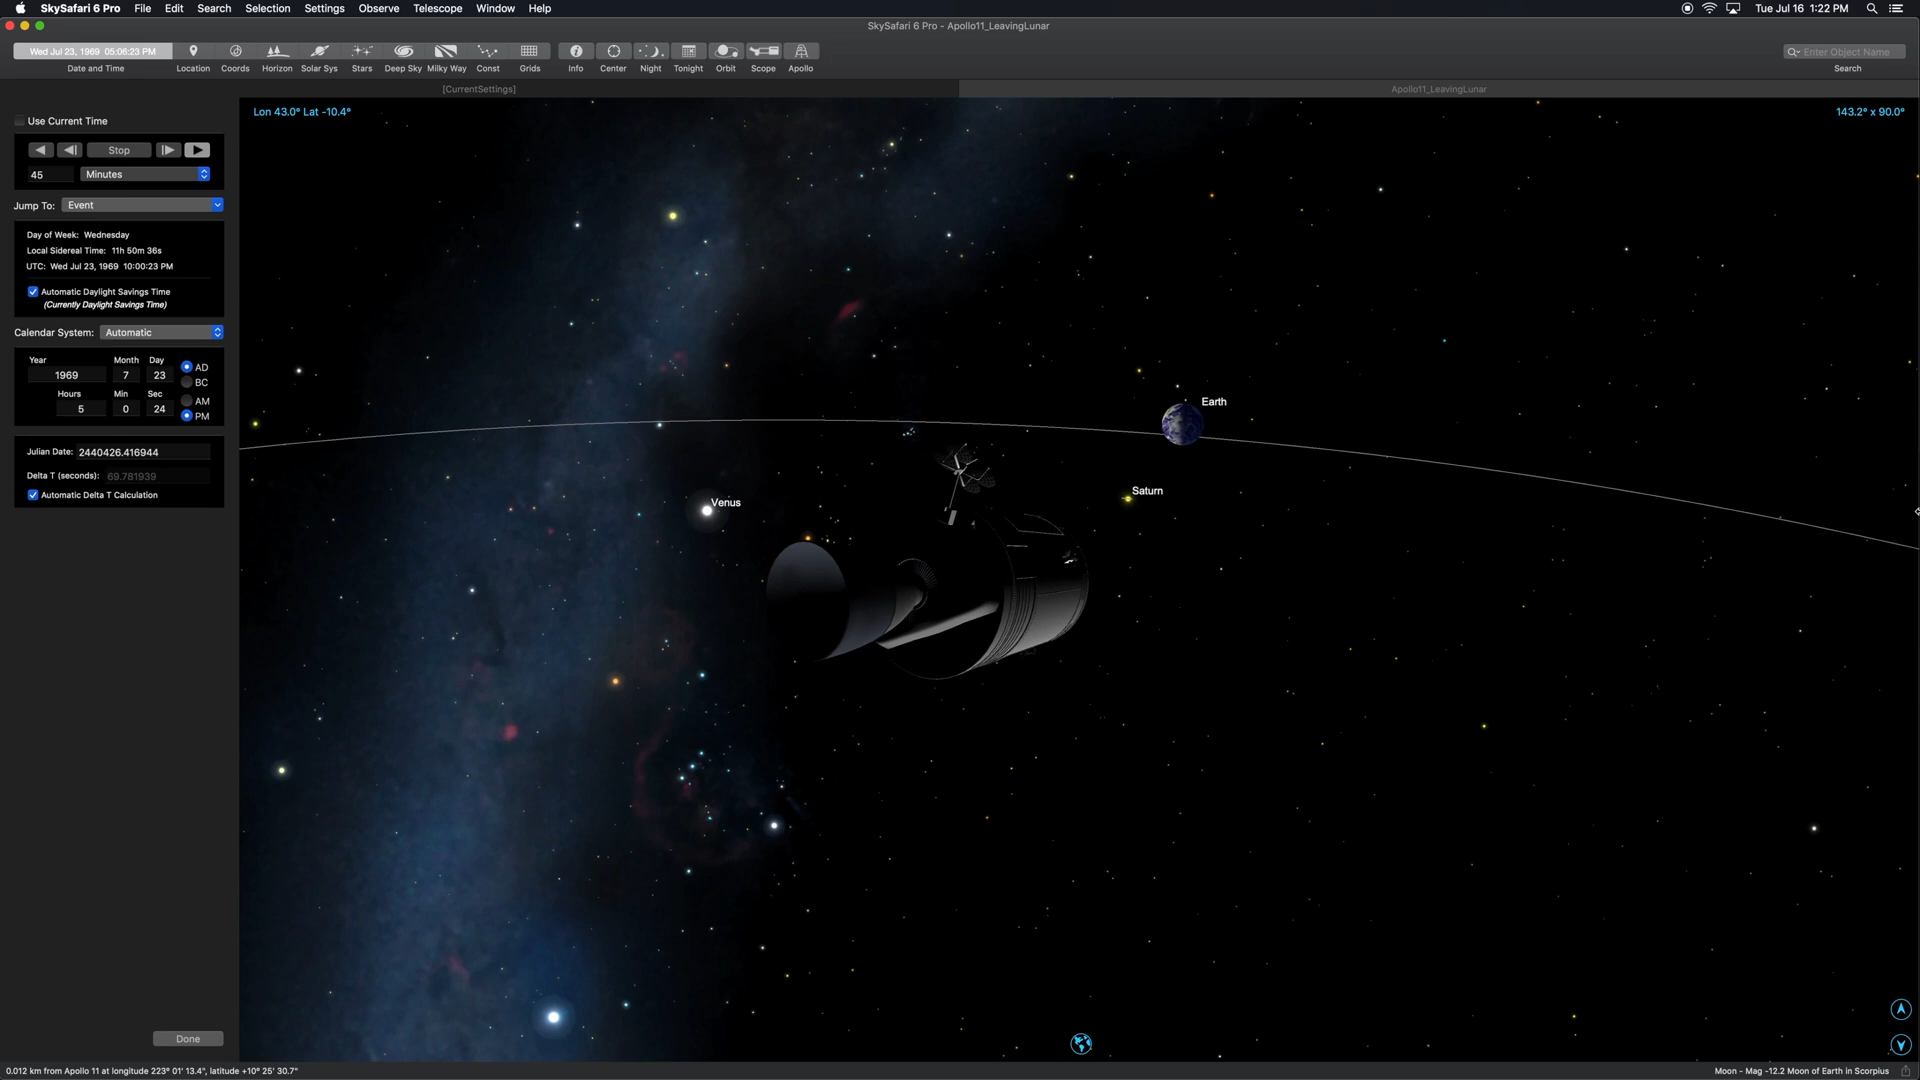 SkySafari 6 Pro File Edit Search Selection Settings Observe Telescope Window Help Tue Jul 16 1:22 PM
SkySafari 6 Pro - Apollo11_LeavingLunar
Wed Jul 23, 1969 05:06:23 PM Enter Object Name
Date and Time Location Coords Horizon Solar Sys Stars Deep Sky Milky Way Const Grids Info Center Night Tonight Orbit Scope Apollo Search
[CurrentSettings] Apollo11_LeavingLunar
Lon 43.0° Lat -10.4° 143.2° x 90.0°
Use Current Time
Stop
45 Minutes
Jump To: Event
Day of Week: Wednesday
Local Sidereal Time: 11h 50m 36s
UTC: Wed Jul 23, 1969 10:00:23 PM
Automatic Daylight Savings Time
(Currently Daylight Savings Time)
Calendar System: Automatic
Year Month Day
1969 7 23 AD
BC
Hours Min Sec
5 0 24 AM
PM
Julian Date: 2440426.416944
Delta T (seconds): 69.781939
Automatic Delta T Calculation
Earth
Saturn
Venus
Done
0.012 km from Apollo 11 at longitude 223° 01' 13.4", latitude +10° 25' 30.7" Moon - Mag -12.2 Moon of Earth in Scorpius